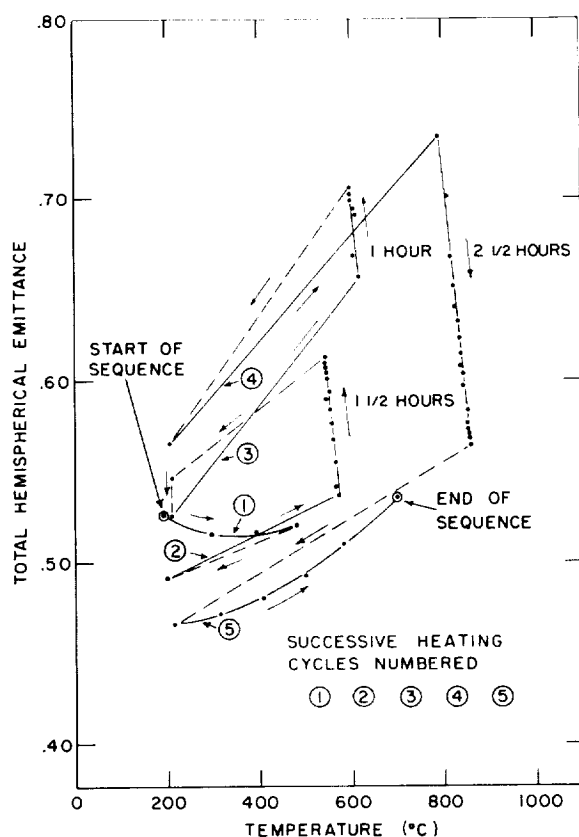 .80
.70
.60
.50
.40
TOTAL HEMISPHERICAL EMITTANCE
START OF
SEQUENCE
1 HOUR
2 1/2 HOURS
1 1/2 HOURS
4
3
1
2
5
END OF
SEQUENCE
SUCCESSIVE HEATING
CYCLES NUMBERED
1 2 3 4 5
0 200 400 600 800 1000
TEMPERATURE (°C)